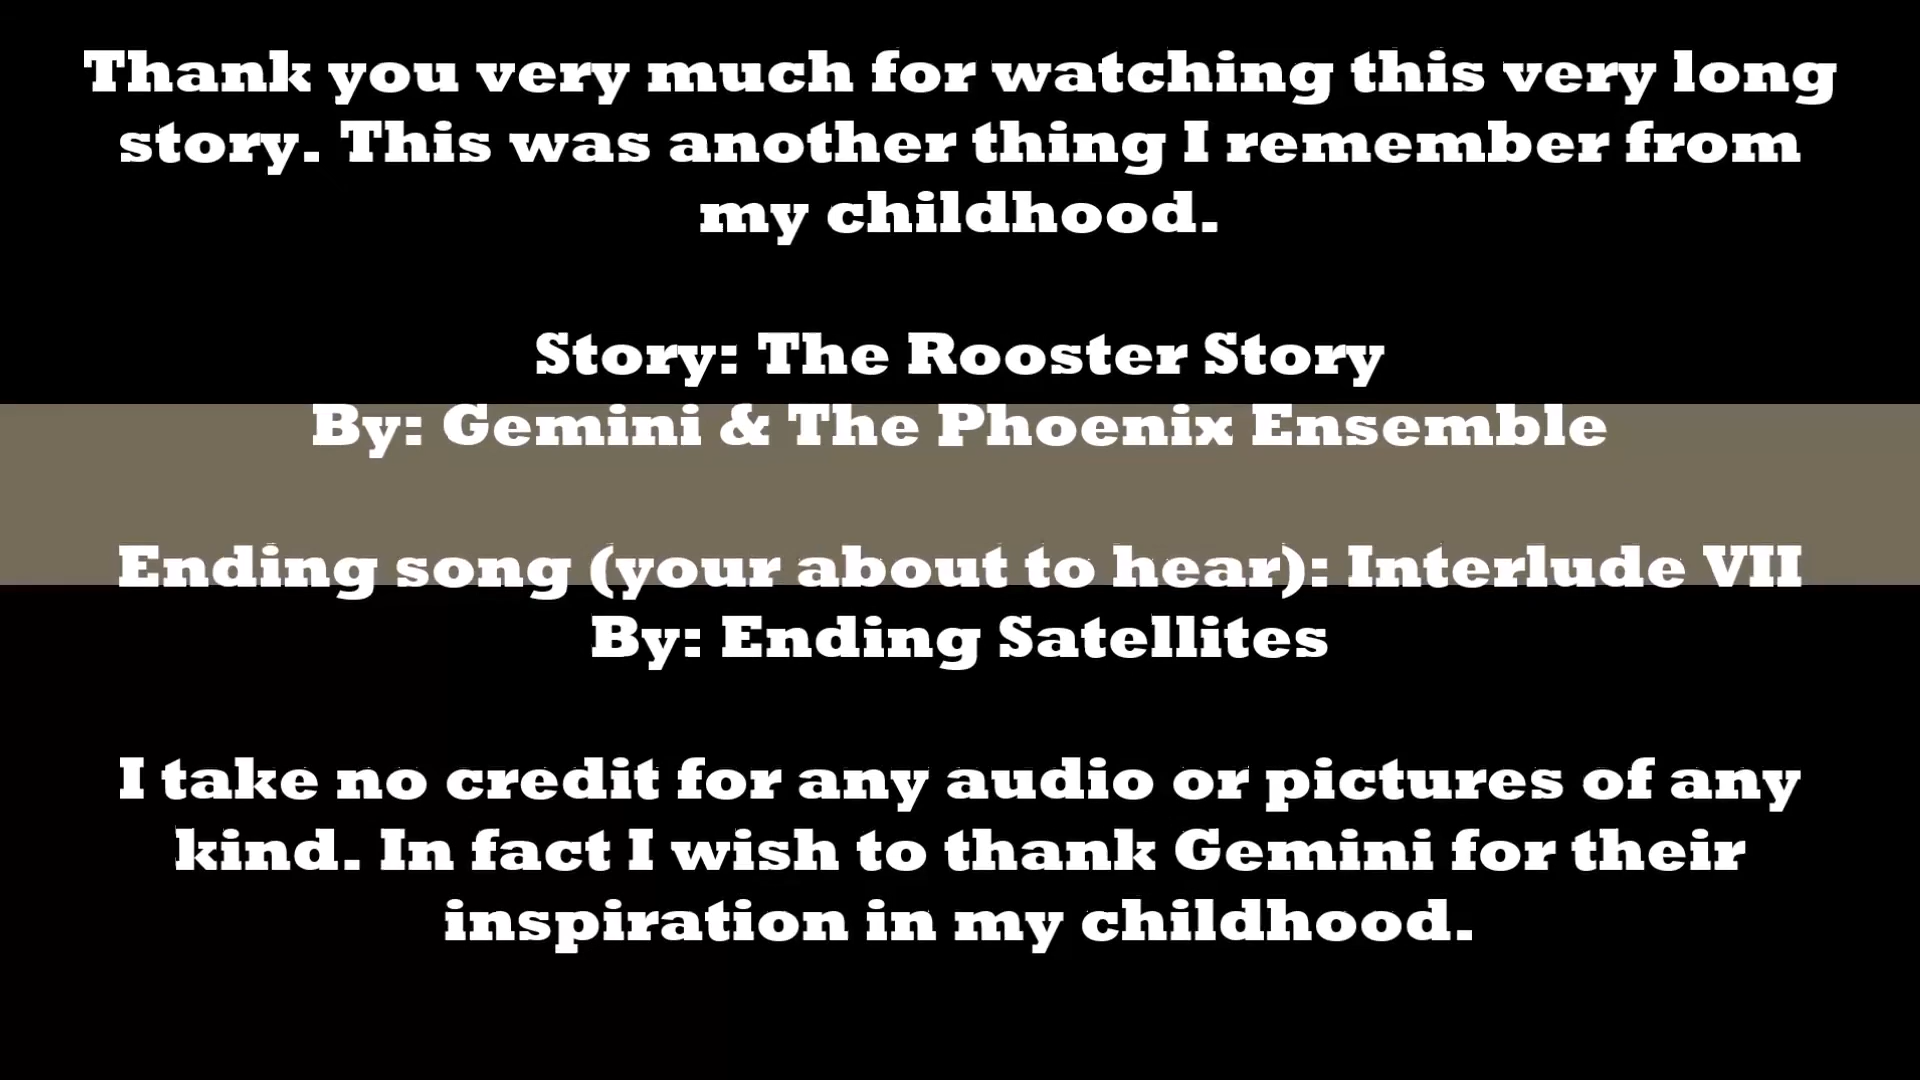 Thank you very much for watching this very long
story. This was another thing I remember from
my childhood.
Story: The Rooster Story
By: Gemini & The Phoenix Ensemble
Ending song (your about to hear): Interlude VII
By: Ending Satellites
I take no credit for any audio or pictures of any
kind. In fact I wish to thank Gemini for their
inspiration in my childhood.